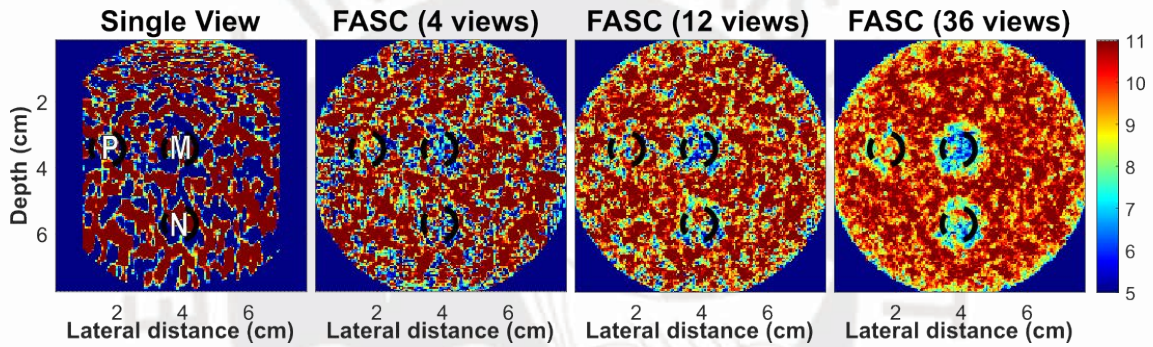 Single View FASC (4 views) FASC (12 views) FASC (36 views)
11
10
9
8
7
6
5
Depth (cm)
2
4
6
P M
N
2 4 6 2 4 6 2 4 6 2 4 6
Lateral distance (cm) Lateral distance (cm) Lateral distance (cm) Lateral distance (cm)